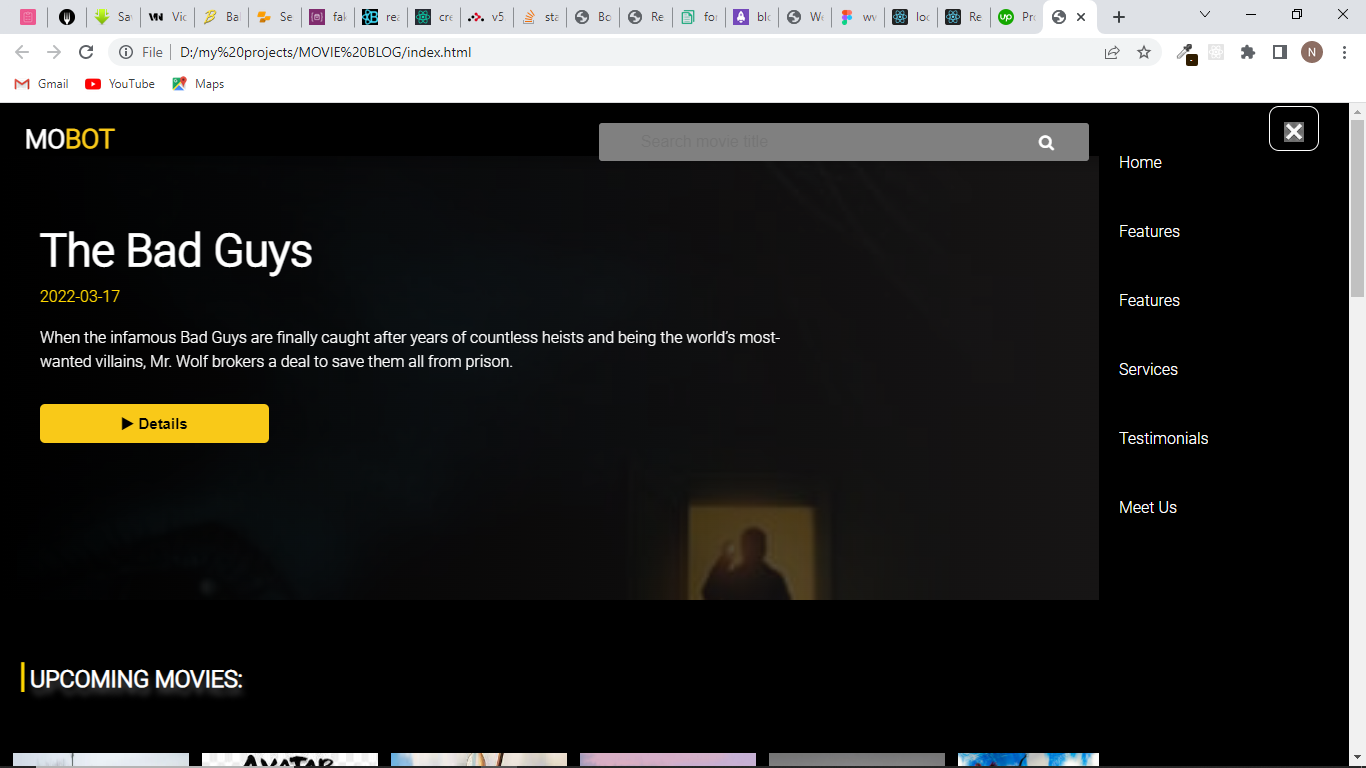 Sa
Vic
Ba
Se
fak
rea
cre
v5
sta
Bo
Re
for
blo
We
wv
loc
Re
Pro
File
D:/my%20projects/MOVIE%20BLOG/index.html
N
Gmail
YouTube
Maps
MOBOT
Search movie title
Home
Features
Features
Services
Testimonials
Meet Us
The Bad Guys
2022-03-17
When the infamous Bad Guys are finally caught after years of countless heists and being the world’s most-
wanted villains, Mr. Wolf brokers a deal to save them all from prison.
▶ Details
UPCOMING MOVIES:
AVATAR